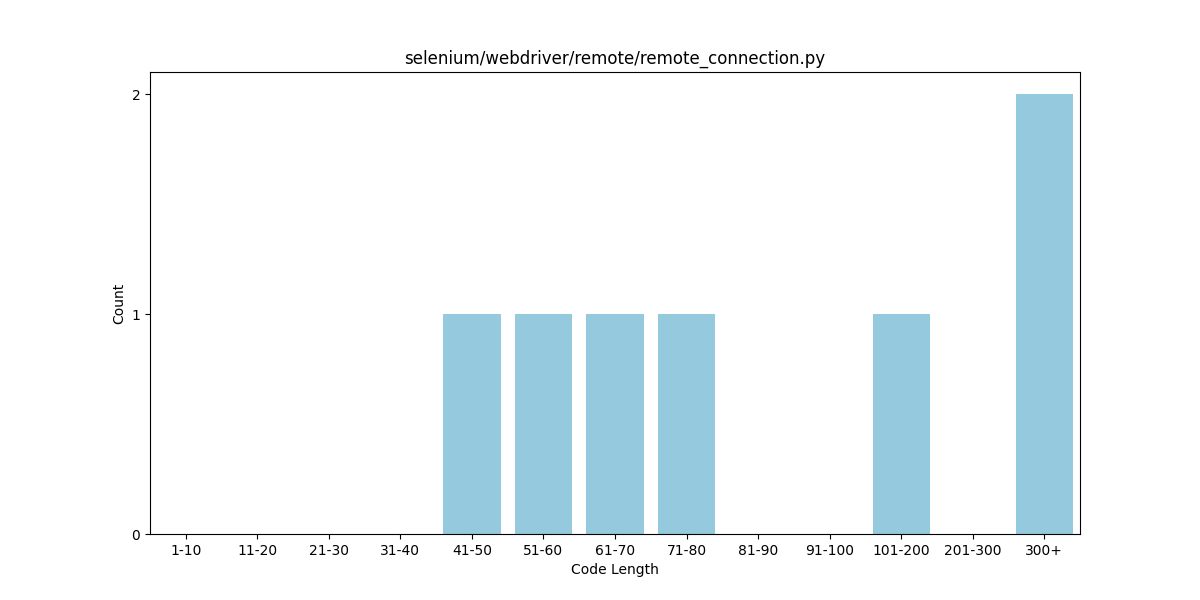 selenium/webdriver/remote/remote_connection.py
2
1
0
Count
1-10 11-20 21-30 31-40 41-50 51-60 61-70 71-80 81-90 91-100 101-200 201-300 300+
Code Length